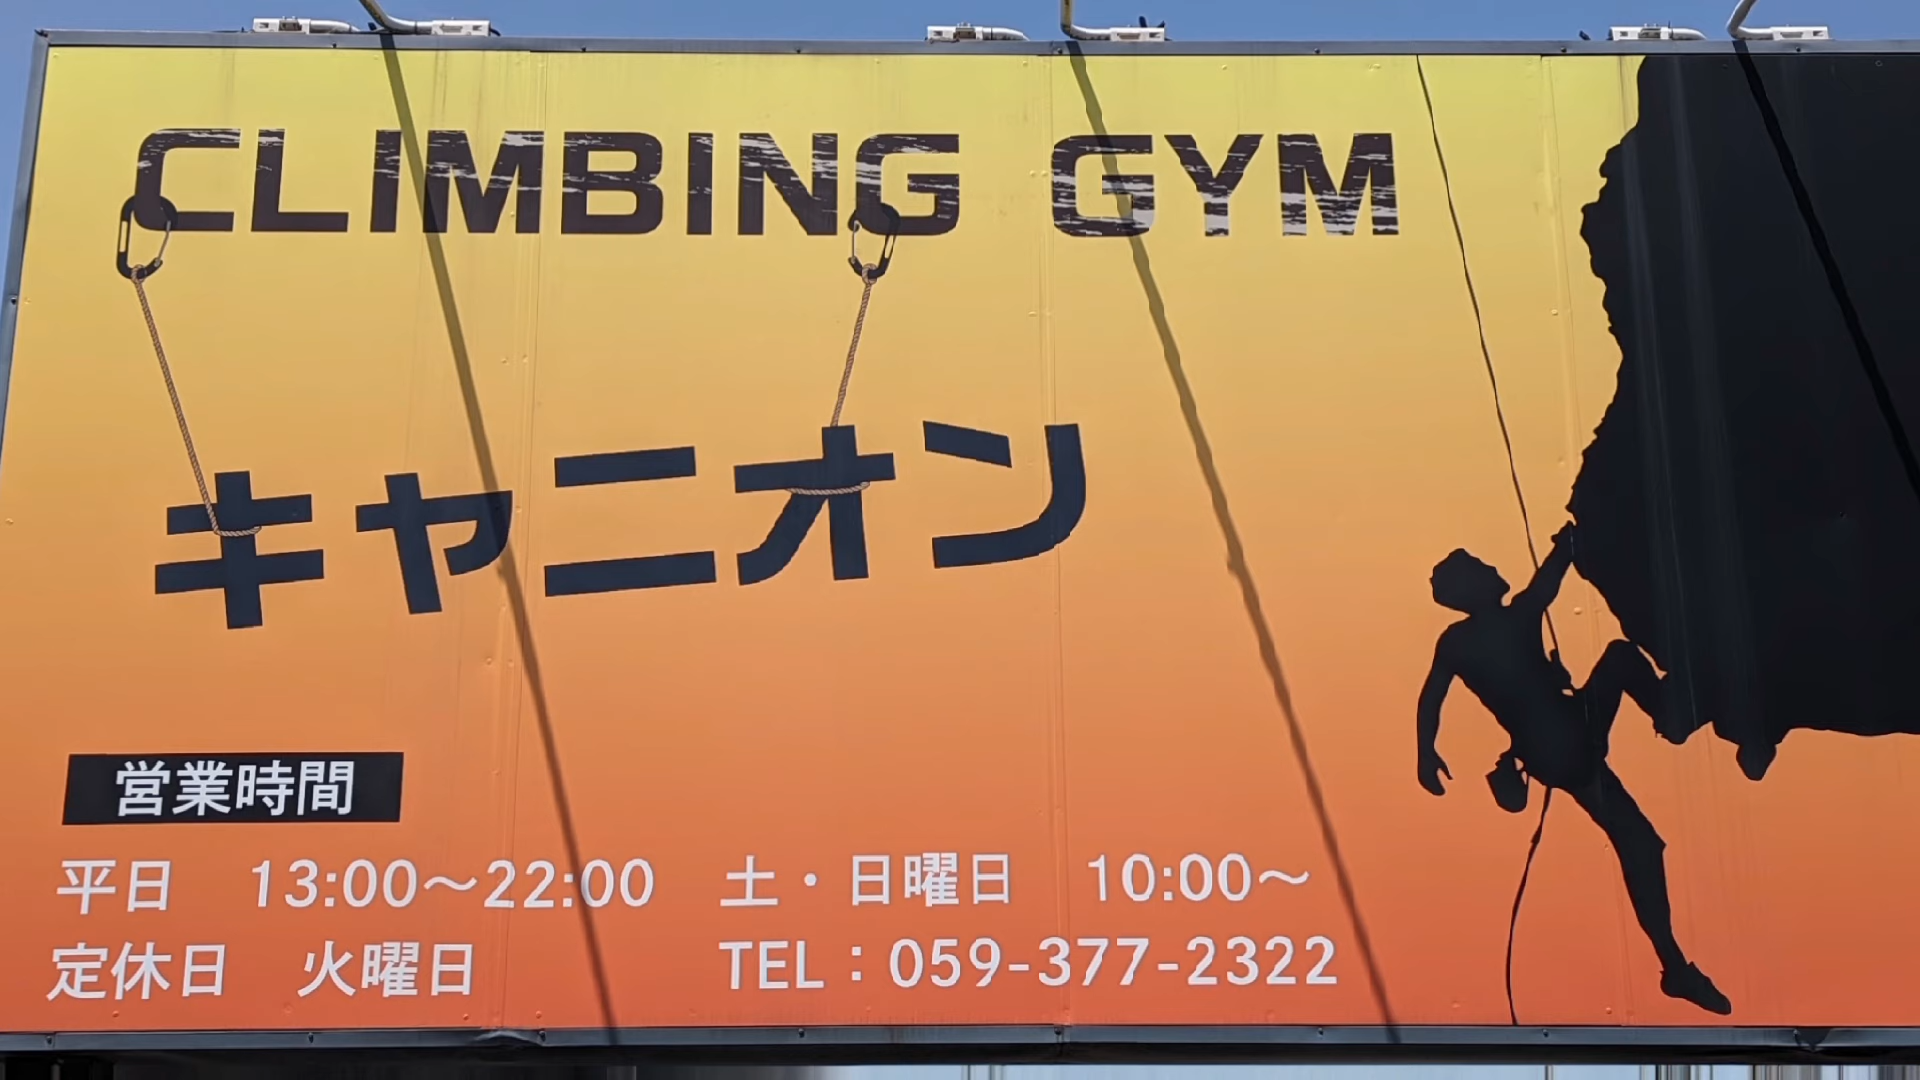 CLIMBING GYM
キャニオン
営業時間
平日　13:00～22:00　土・日曜日　10:00～
定休日　火曜日　TEL：059-377-2322